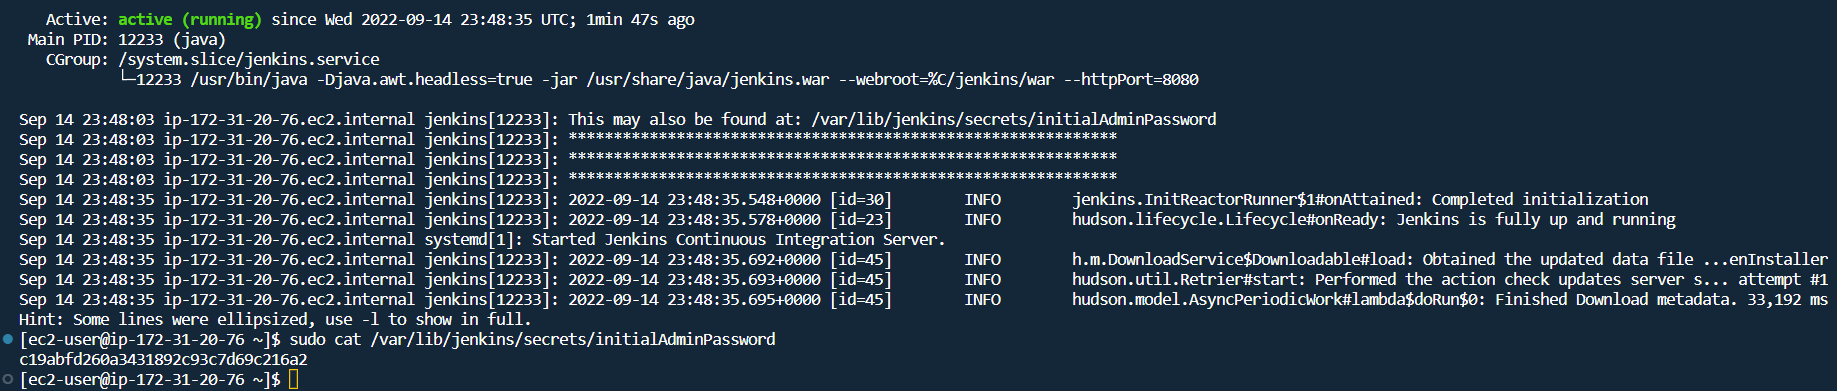 Active: active (running) since Wed 2022-09-14 23:48:35 UTC; 1min 47s ago
Main PID: 12233 (java)
CGroup: /system.slice/jenkins.service
└─12233 /usr/bin/java -Djava.awt.headless=true -jar /usr/share/java/jenkins.war --webroot=%C/jenkins/war --httpPort=8080
Sep 14 23:48:03 ip-172-31-20-76.ec2.internal jenkins[12233]: This may also be found at: /var/lib/jenkins/secrets/initialAdminPassword
Sep 14 23:48:03 ip-172-31-20-76.ec2.internal jenkins[12233]: *************************************************************
Sep 14 23:48:03 ip-172-31-20-76.ec2.internal jenkins[12233]: *************************************************************
Sep 14 23:48:03 ip-172-31-20-76.ec2.internal jenkins[12233]: *************************************************************
Sep 14 23:48:35 ip-172-31-20-76.ec2.internal jenkins[12233]: 2022-09-14 23:48:35.548+0000 [id=30] INFO jenkins.InitReactorRunner$1#onAttained: Completed initialization
Sep 14 23:48:35 ip-172-31-20-76.ec2.internal jenkins[12233]: 2022-09-14 23:48:35.578+0000 [id=23] INFO hudson.lifecycle.Lifecycle#onReady: Jenkins is fully up and running
Sep 14 23:48:35 ip-172-31-20-76.ec2.internal systemd[1]: Started Jenkins Continuous Integration Server.
Sep 14 23:48:35 ip-172-31-20-76.ec2.internal jenkins[12233]: 2022-09-14 23:48:35.692+0000 [id=45] INFO h.m.DownloadService$Downloadable#load: Obtained the updated data file ...enInstaller
Sep 14 23:48:35 ip-172-31-20-76.ec2.internal jenkins[12233]: 2022-09-14 23:48:35.693+0000 [id=45] INFO hudson.util.Retrier#start: Performed the action check updates server s... attempt #1
Sep 14 23:48:35 ip-172-31-20-76.ec2.internal jenkins[12233]: 2022-09-14 23:48:35.695+0000 [id=45] INFO hudson.model.AsyncPeriodicWork#lambda$doRun$0: Finished Download metadata. 33,192 ms
Hint: Some lines were ellipsized, use -l to show in full.
[ec2-user@ip-172-31-20-76 ~]$ sudo cat /var/lib/jenkins/secrets/initialAdminPassword
c19abfd260a3431892c93c7d69c216a2
[ec2-user@ip-172-31-20-76 ~]$